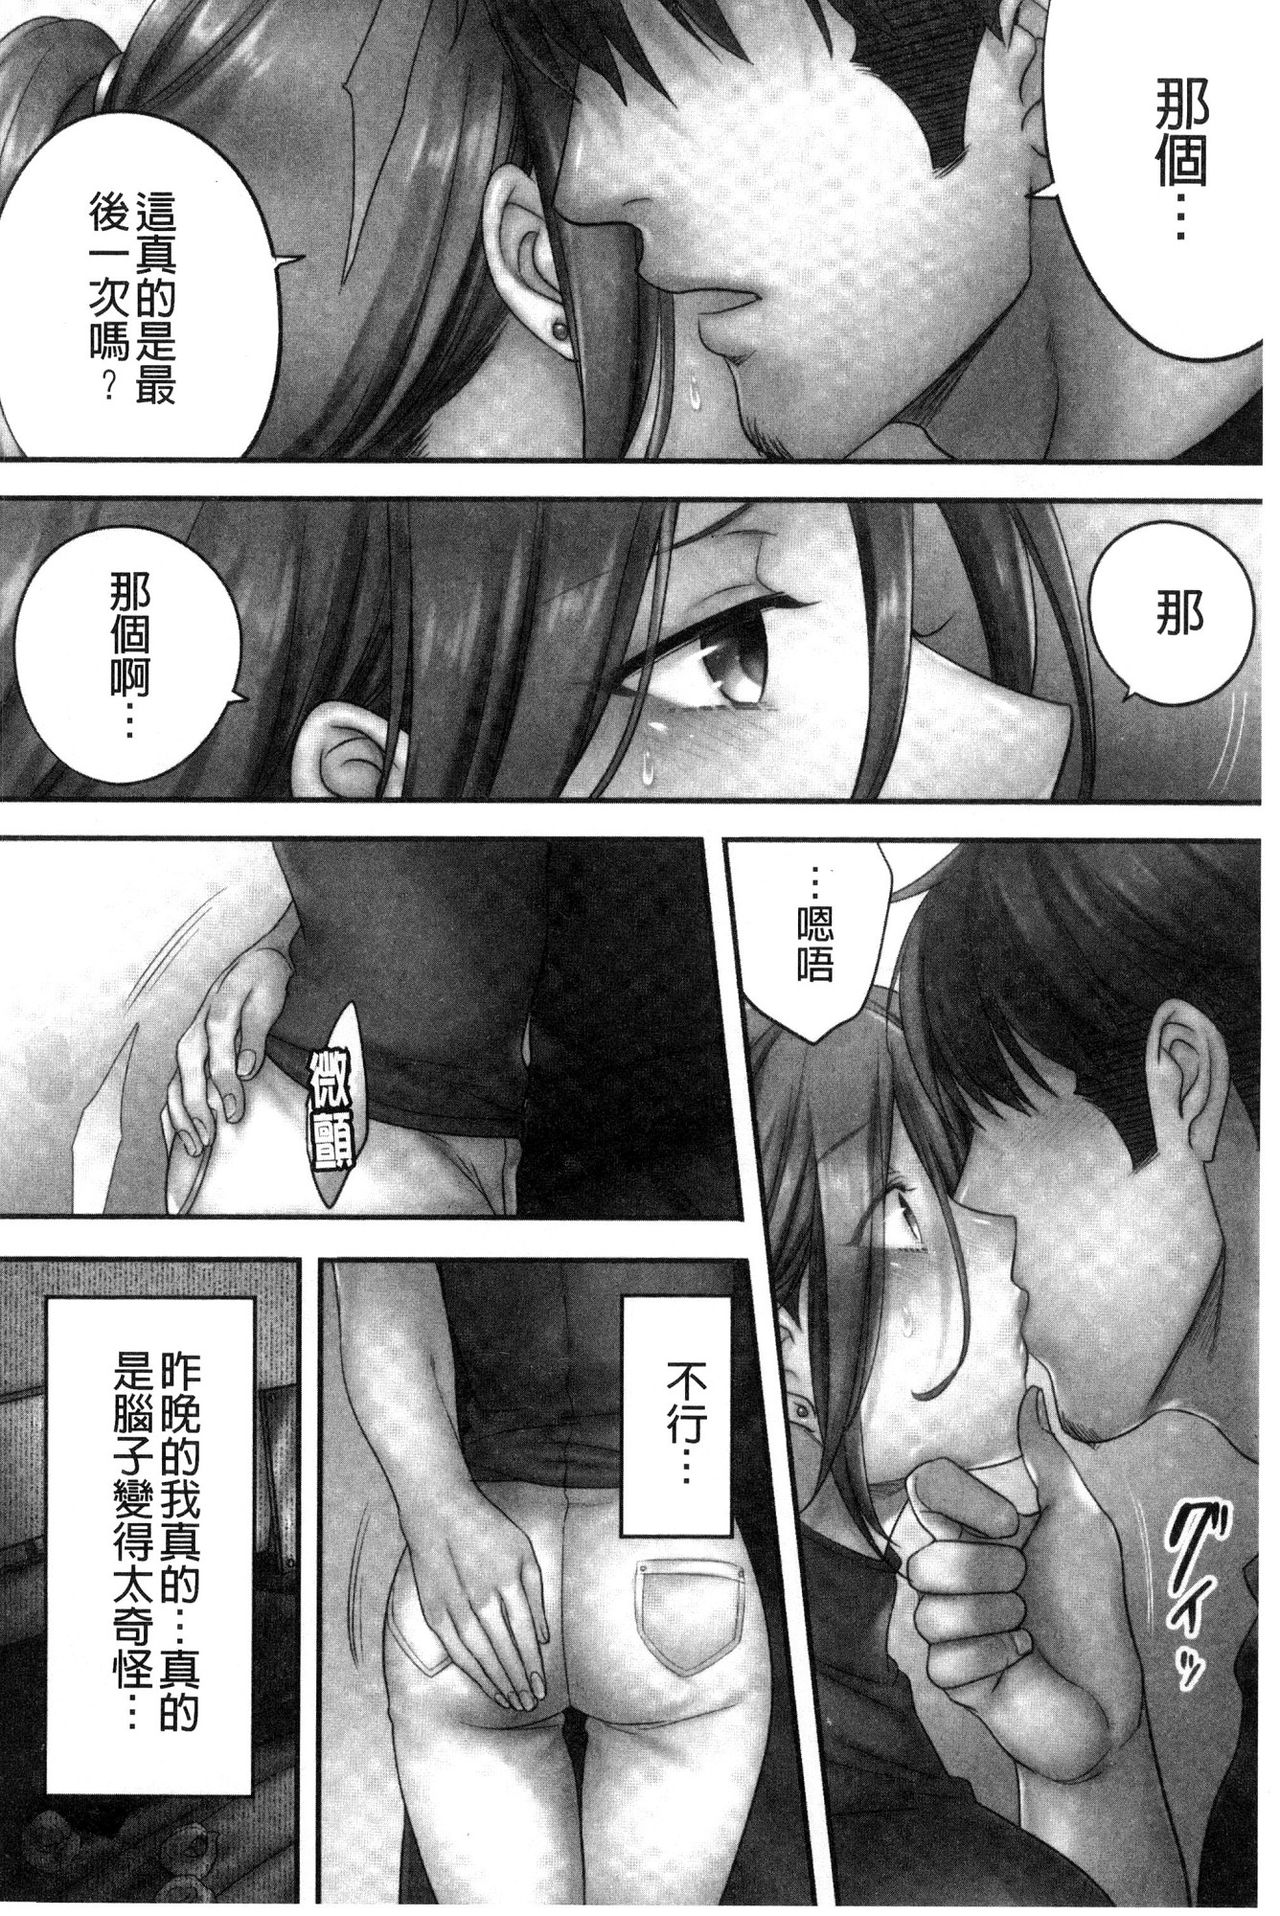 那個…
這真的是最
後一次嗎？
那
那個啊…
…嗯唔
グイッ
微顫
不行…
昨晚的我真的…真的
是腦子變得太奇怪…